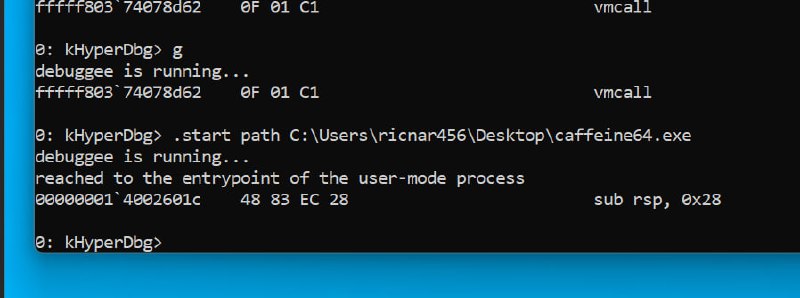 fffff803`74078d62    0F 01 C1    vmcall
0: kHyperDbg> g
debuggee is running...
fffff803`74078d62    0F 01 C1    vmcall
0: kHyperDbg> .start path C:\Users\ricnar456\Desktop\caffeine64.exe
debuggee is running...
reached to the entrypoint of the user-mode process
00000001`4002601c    48 83 EC 28    sub rsp, 0x28
0: kHyperDbg>